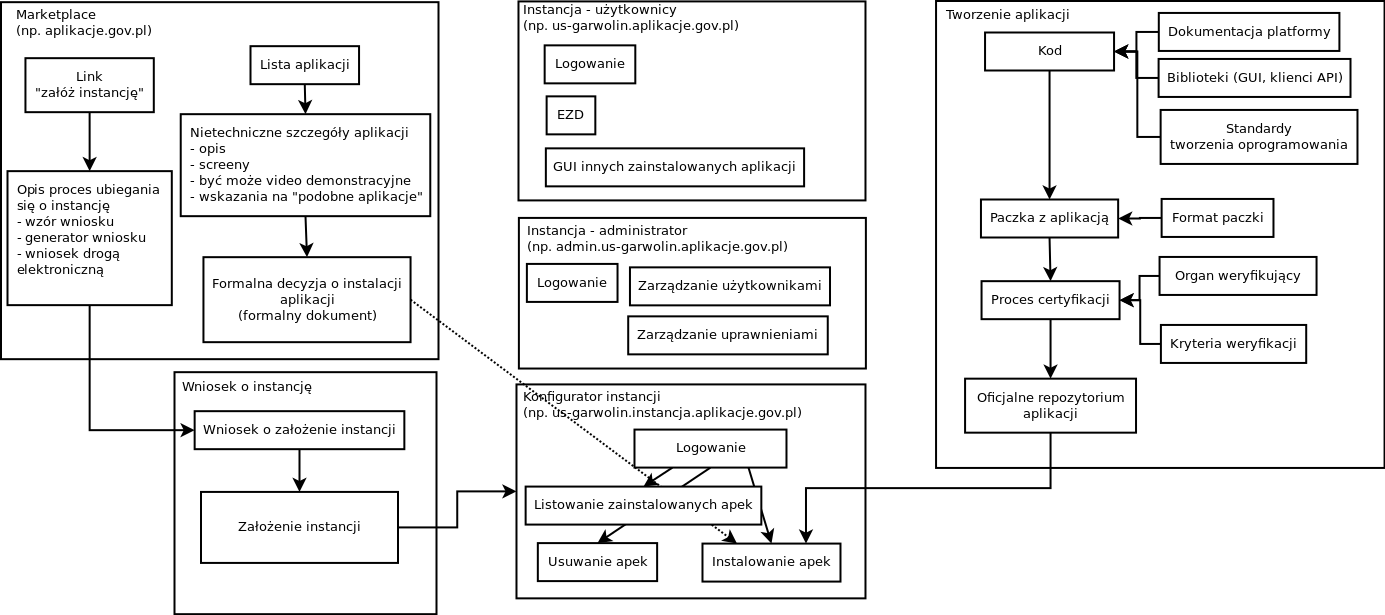 Marketplace
(np. aplikacje.gov.pl)
Link
"załóż instancję"
Opis proces ubiegania
się o instancję
- wzór wniosku
- generator wniosku
- wniosek drogą
elektroniczną
Lista aplikacji
Nietechniczne szczegóły aplikacji
- opis
- screeny
- być może video demonstracyjne
- wskazania na "podobne aplikacje"
Formalna decyzja o instalacji
aplikacji
(formalny dokument)
Wniosek o instancję
Wniosek o założenie instancji
Założenie instancji
Instancja - użytkownicy
(np. us-garwolin.aplikacje.gov.pl)
Logowanie
EZD
GUI innych zainstalowanych aplikacji
Instancja - administrator
(np. admin.us-garwolin.aplikacje.gov.pl)
Logowanie
Zarządzanie użytkownikami
Zarządzanie uprawnieniami
Konfigurator instancji
(np. us-garwolin.instancja.aplikacje.gov.pl)
Logowanie
Listowanie zainstalowanych apek
Usuwanie apek
Instalowanie apek
Tworzenie aplikacji
Kod
Dokumentacja platformy
Biblioteki (GUI, klienci API)
Standardy
tworzenia oprogramowania
Paczka z aplikacją
Format paczki
Proces certyfikacji
Organ weryfikujący
Kryteria weryfikacji
Oficjalne repozytorium
aplikacji